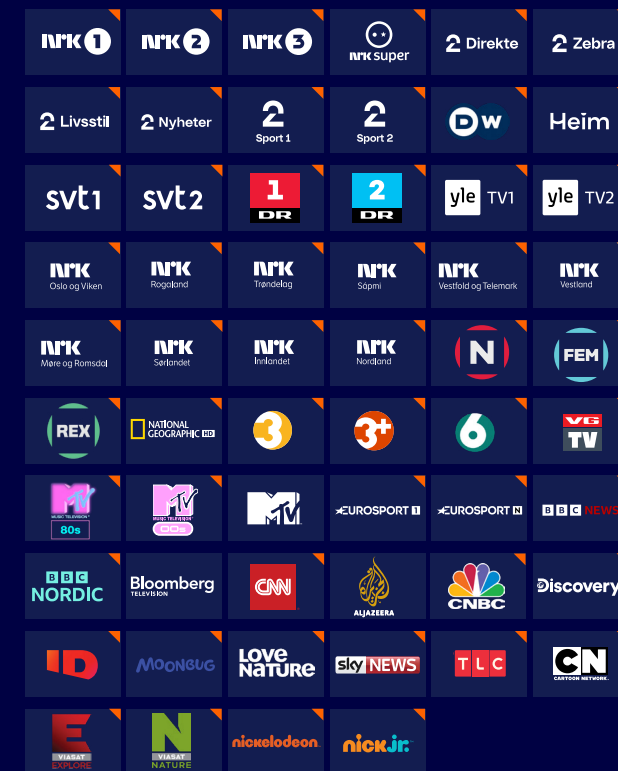 NRK 1
NRK 2
NRK 3
NRK super
2 Direkte
2 Zebra
2 Livsstil
2 Nyheter
2
Sport 1
2
Sport 2
DW
Heim
svt1
svt2
1
DR
2
DR
yle TV1
yle TV2
NRK
Oslo og Viken
NRK
Rogaland
NRK
Trøndelag
NRK
Sápmi
NRK
Vestfold og Telemark
NRK
Vestland
NRK
Møre og Romsdal
NRK
Sørlandet
NRK
Innlandet
NRK
Nordland
N
FEM
REX
NATIONAL
GEOGRAPHIC HD
3
3+
6
VG
TV
MTV
MUSIC TELEVISION
80s
MTV
MUSIC TELEVISION
00s
MTV
EUROSPORT 1
EUROSPORT N
BBC NEWS
BBC
NORDIC
Bloomberg
TELEVISION
CNN
ALJAZEERA
CNBC
Discovery
ID
MOONBUG
LOVE
NATURE
sky NEWS
TLC
CN
CARTOON NETWORK
VIASAT
EXPLORE
N
VIASAT
NATURE
nickelodeon
nick jr.